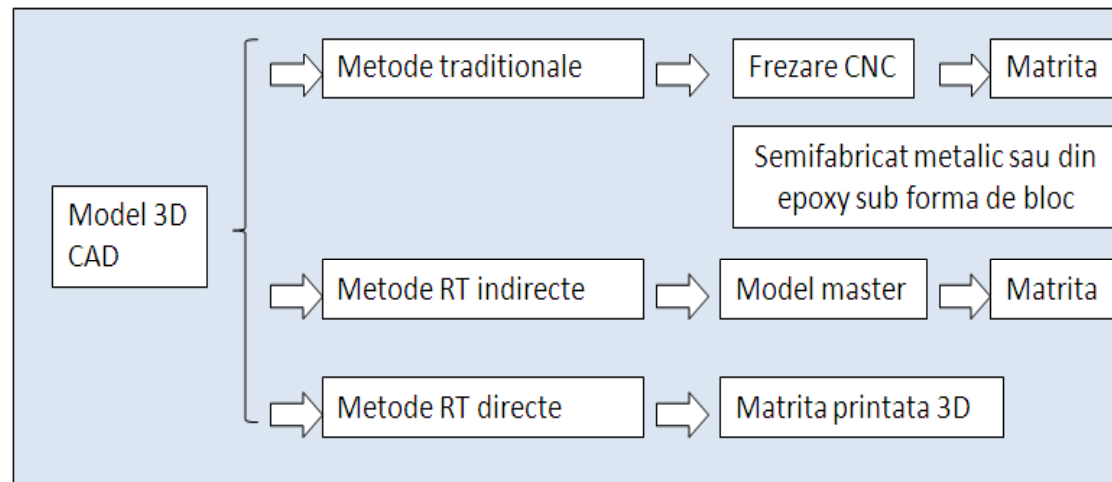 Metode traditionale
Frezare CNC
Matrita
Semifabricat metalic sau din
epoxy sub forma de bloc
Model 3D
CAD
Metode RT indirecte
Model master
Matrita
Metode RT directe
Matrita printata 3D